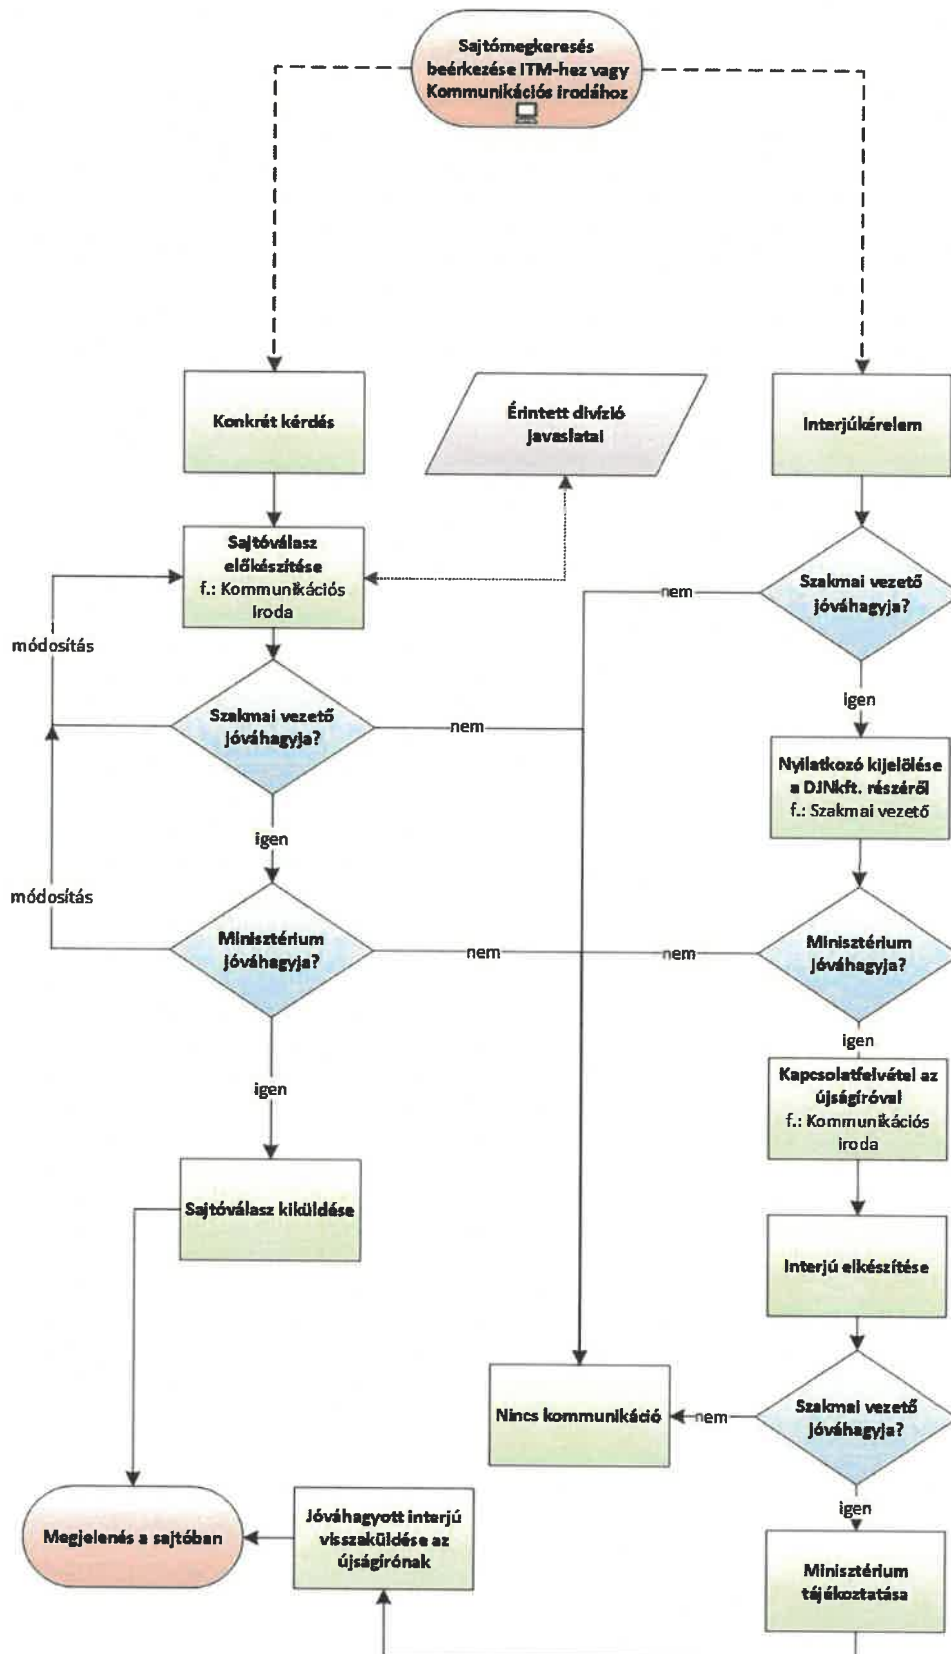 Sajtómegkeresés
beérkezése ITM-hez vagy
Kommunikációs irodához
Konkrét kérdés
Érintett divízió
javaslatai
Interjúkérelem
Sajtóválasz
előkészítése
f.: Kommunikációs
Iroda
Szakmai vezető
jóváhagyja?
nem
módosítás
igen
Szakmai vezető
jóváhagyja?
nem
Nyilatkozó kijelölése
a DJNkft. részéről
f.: Szakmai vezető
igen
módosítás
Minisztérium
jóváhagyja?
nem
nem
Minisztérium
jóváhagyja?
igen
igen
Kapcsolatfelvétel az
újságíróval
f.: Kommunikációs
iroda
Sajtóválasz kiküldése
Interjú elkészítése
Nincs kommunikáció
nem
Szakmai vezető
jóváhagyja?
igen
Megjelenés a sajtóban
Jóváhagyott interjú
visszaküldése az
újságírónak
Minisztérium
tájékoztatása